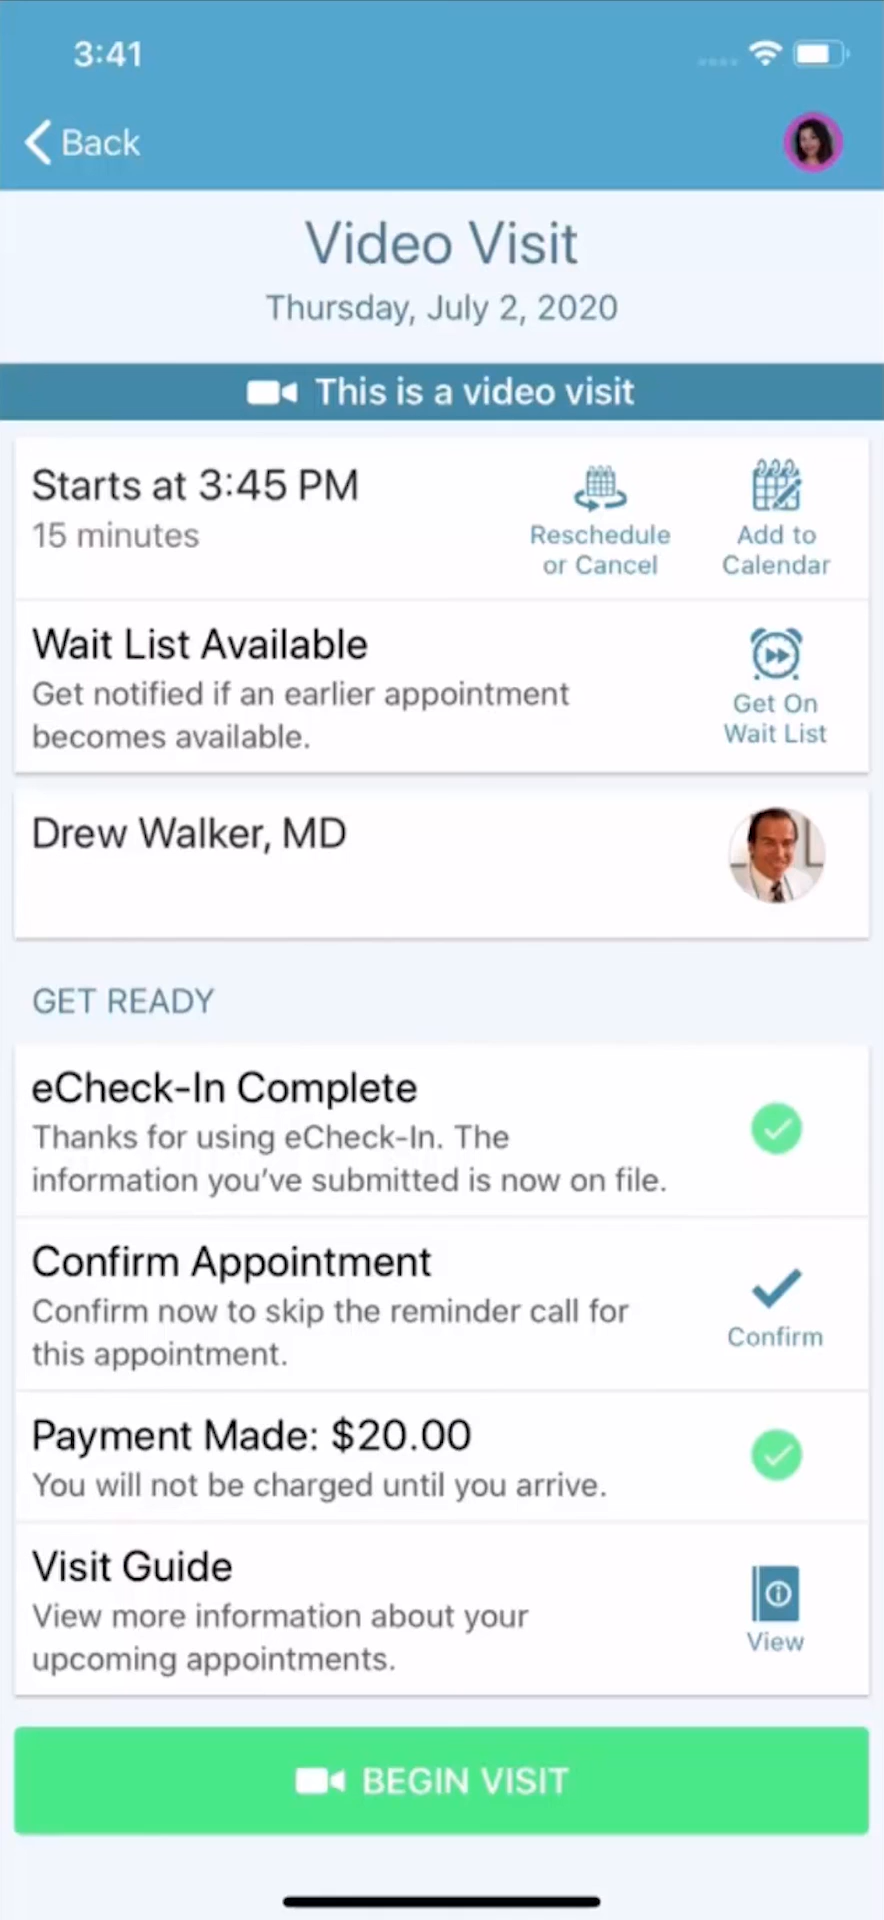 3:41
Back
Video Visit
Thursday, July 2, 2020
This is a video visit
Starts at 3:45 PM
15 minutes
Reschedule
or Cancel
Add to
Calendar
Wait List Available
Get notified if an earlier appointment
becomes available.
Get On
Wait List
Drew Walker, MD
GET READY
eCheck-In Complete
Thanks for using eCheck-In. The
information you've submitted is now on file.
Confirm Appointment
Confirm now to skip the reminder call for
this appointment.
Confirm
Payment Made: $20.00
You will not be charged until you arrive.
Visit Guide
View more information about your
upcoming appointments.
View
BEGIN VISIT